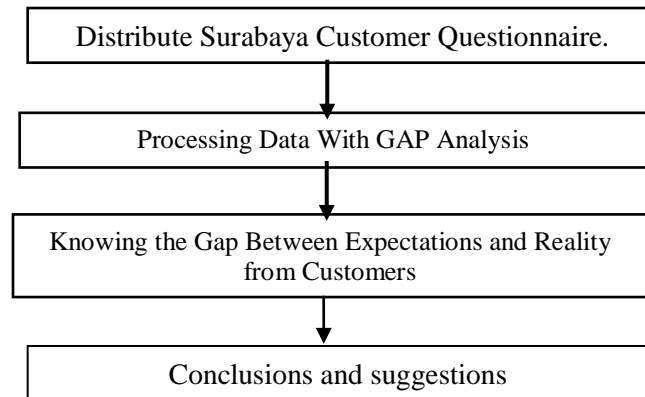 Distribute Surabaya Customer Questionnaire.
Processing Data With GAP Analysis
Knowing the Gap Between Expectations and Reality
from Customers
Conclusions and suggestions